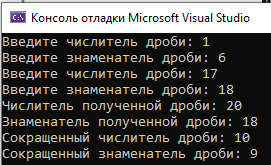 Консоль отладки Microsoft Visual Studio
Введите числитель дроби: 1
Введите знаменатель дроби: 6
Введите числитель дроби: 17
Введите знаменатель дроби: 18
Числитель полученной дроби: 20
Знаменатель полученной дроби: 18
Сокращенный числитель дроби: 10
Сокращенный знаменатель дроби: 9